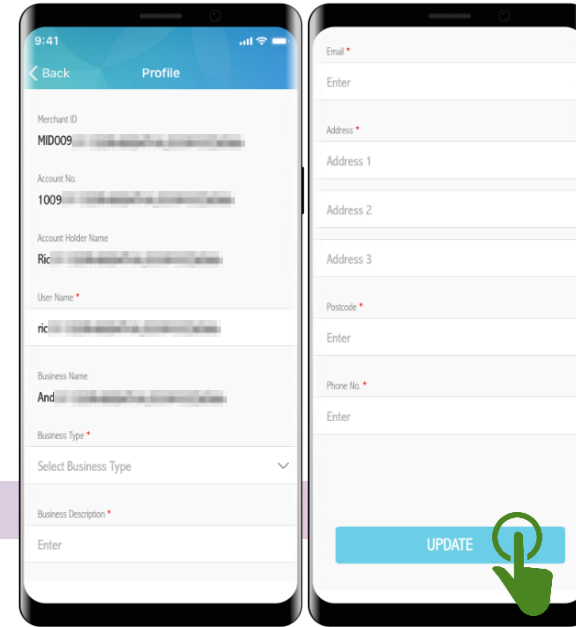 9:41
Back Profile
Merchant ID
MID009
Account No.
1009
Account Holder Name
Ric
User Name *
ric
Business Name
And
Business Type *
Select Business Type
Business Description *
Enter
Email *
Enter
Address *
Address 1
Address 2
Address 3
Postcode *
Enter
Phone No. *
Enter
UPDATE